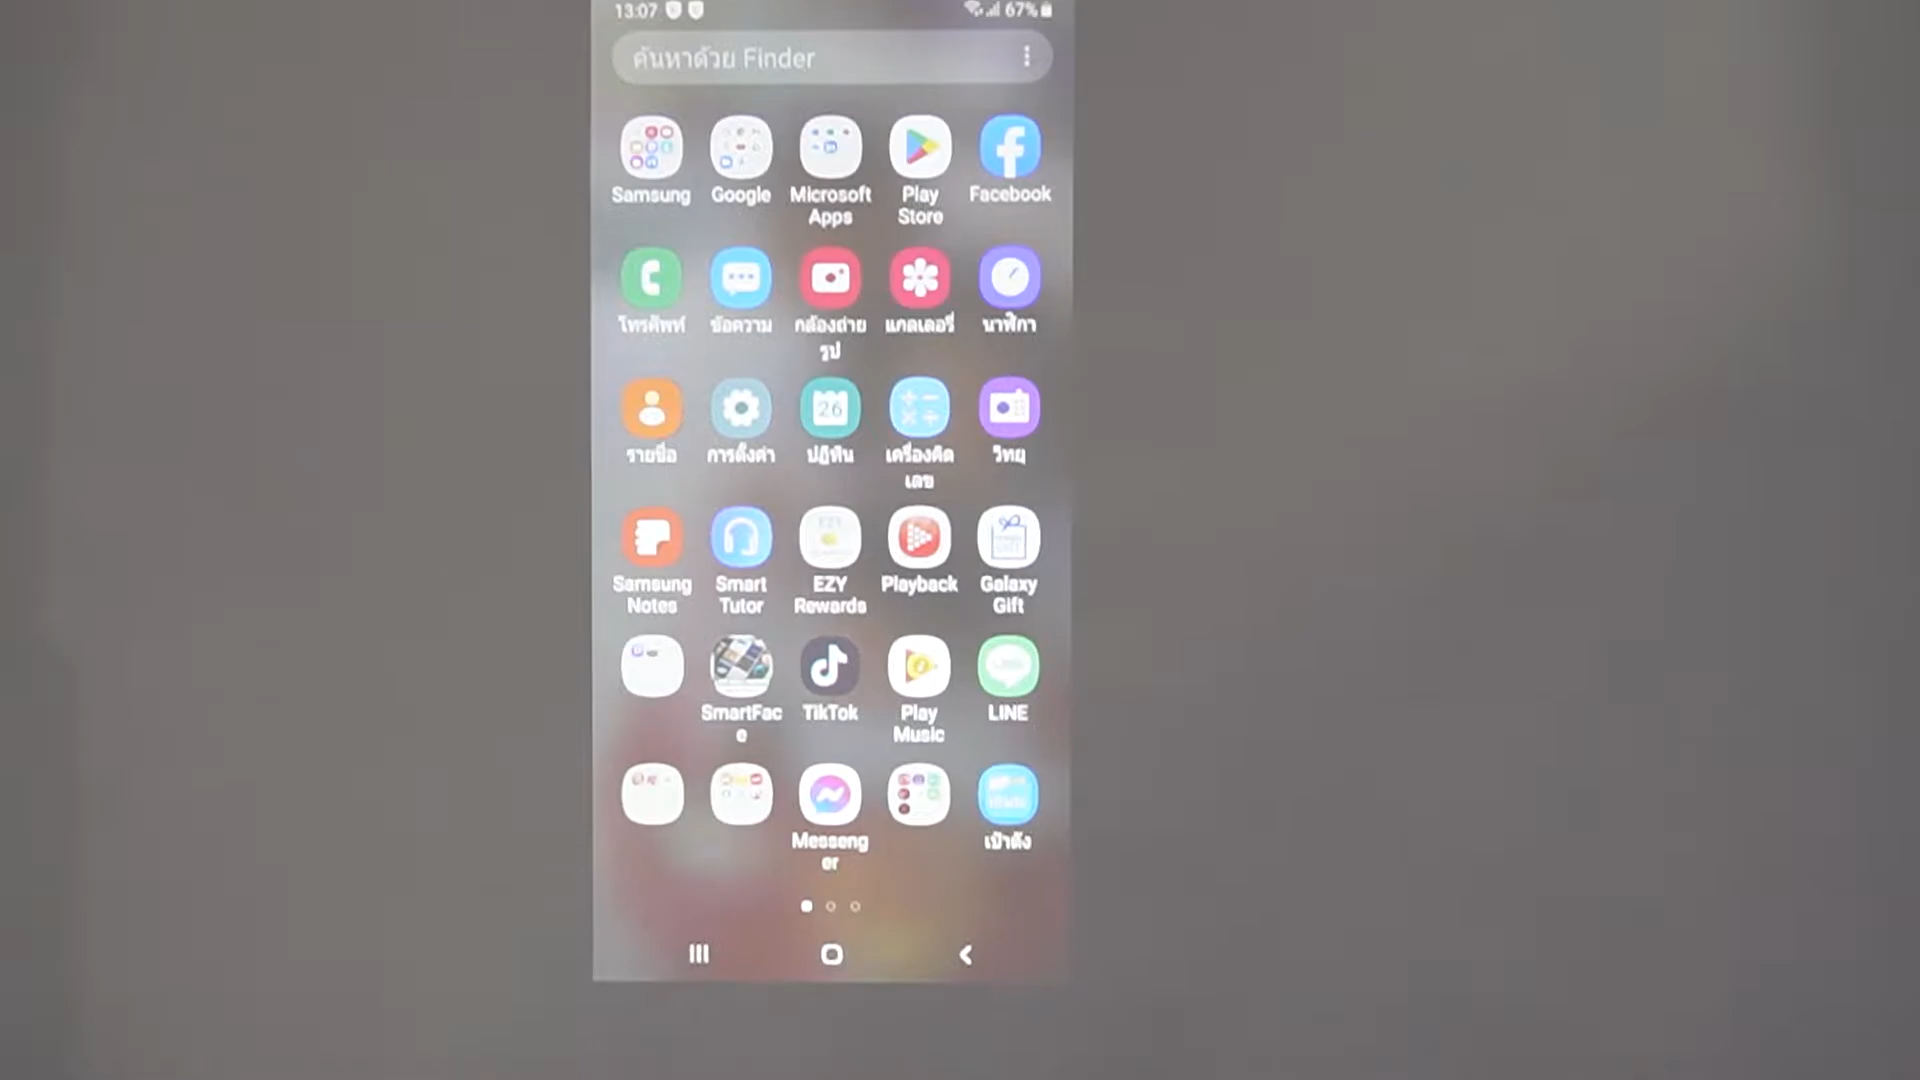 13:07
67%
ค้นหาด้วย Finder
Samsung
Google
Microsoft
Apps
Play
Store
Facebook
โทรศัพท์
ข้อความ
กล้องถ่าย
รูป
แกลเลอรี่
นาฬิกา
รายชื่อ
การตั้งค่า
26
ปฏิทิน
เครื่องคิด
เลข
วิทยุ
Samsung
Notes
Smart
Tutor
EZY
EZY
Rewards
Playback
Galaxy
Gift
SmartFac
e
TikTok
Play
Music
LINE
Messeng
er
เป๋าตัง